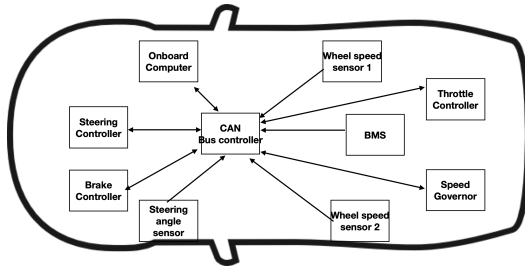 Onboard
Computer
Wheel speed
sensor 1
Throttle
Controller
Steering
Controller
CAN
Bus controller
BMS
Brake
Controller
Steering
angle
sensor
Wheel speed
sensor 2
Speed
Governor